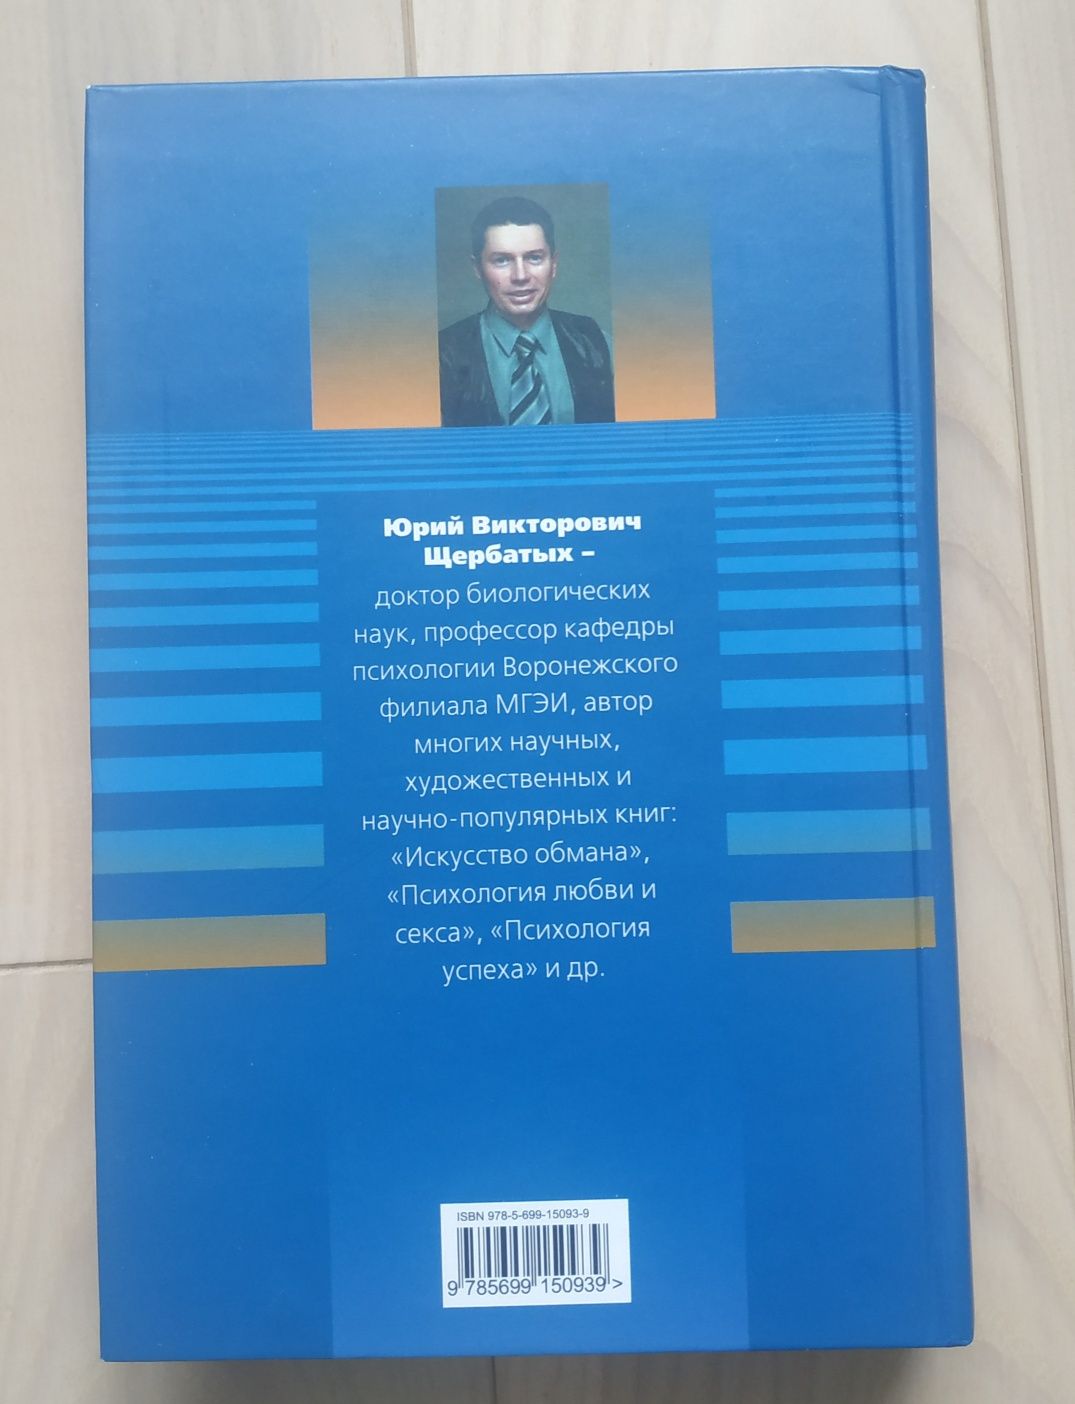 Юрий Викторович
Щербатых –
доктор биологических
наук, профессор кафедры
психологии Воронежского
филиала МГЭИ, автор
многих научных,
художественных и
научно-популярных книг:
«Искусство обмана»,
«Психология любви и
секса», «Психология
успеха» и др.
ISBN 978-5-699-15093-9
9 785699 150939 >